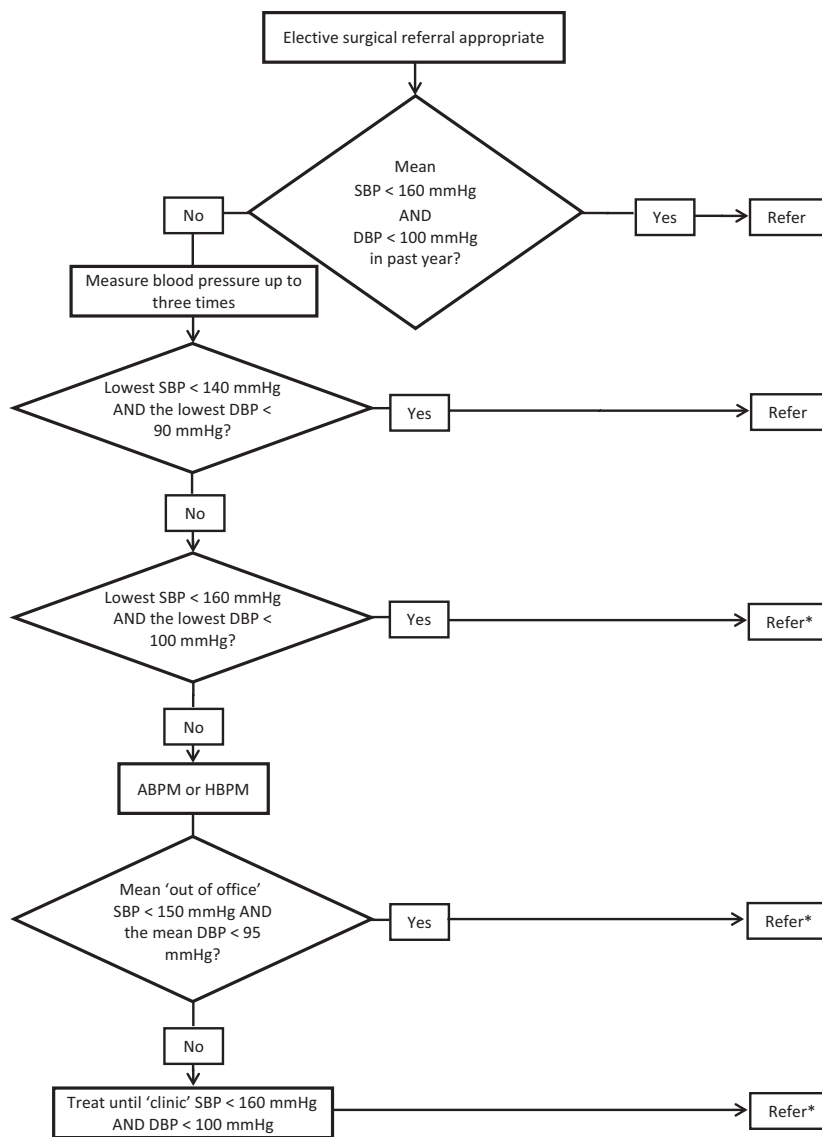 Elective surgical referral appropriate
Mean
SBP < 160 mmHg
AND
DBP < 100 mmHg
in past year?
No
Yes
Refer
Measure blood pressure up to
three times
Lowest SBP < 140 mmHg
AND the lowest DBP <
90 mmHg?
Yes
Refer
No
Lowest SBP < 160 mmHg
AND the lowest DBP <
100 mmHg?
Yes
Refer*
No
ABPM or HBPM
Mean ‘out of office’
SBP < 150 mmHg AND
the mean DBP < 95
mmHg?
Yes
Refer*
No
Treat until ‘clinic’ SBP < 160 mmHg
AND DBP < 100 mmHg
Refer*